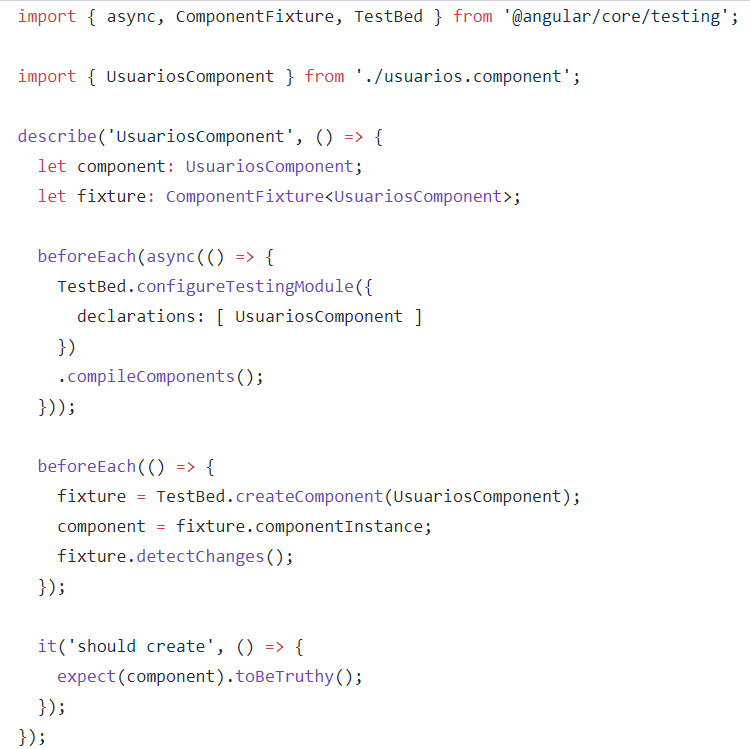 import { async, ComponentFixture, TestBed } from '@angular/core/testing';
import { UsuariosComponent } from './usuarios.component';
describe('UsuariosComponent', () => {
let component: UsuariosComponent;
let fixture: ComponentFixture<UsuariosComponent>;
beforeEach(async(() => {
TestBed.configureTestingModule({
declarations: [ UsuariosComponent ]
})
.compileComponents();
}));
beforeEach(() => {
fixture = TestBed.createComponent(UsuariosComponent);
component = fixture.componentInstance;
fixture.detectChanges();
});
it('should create', () => {
expect(component).toBeTruthy();
});
});